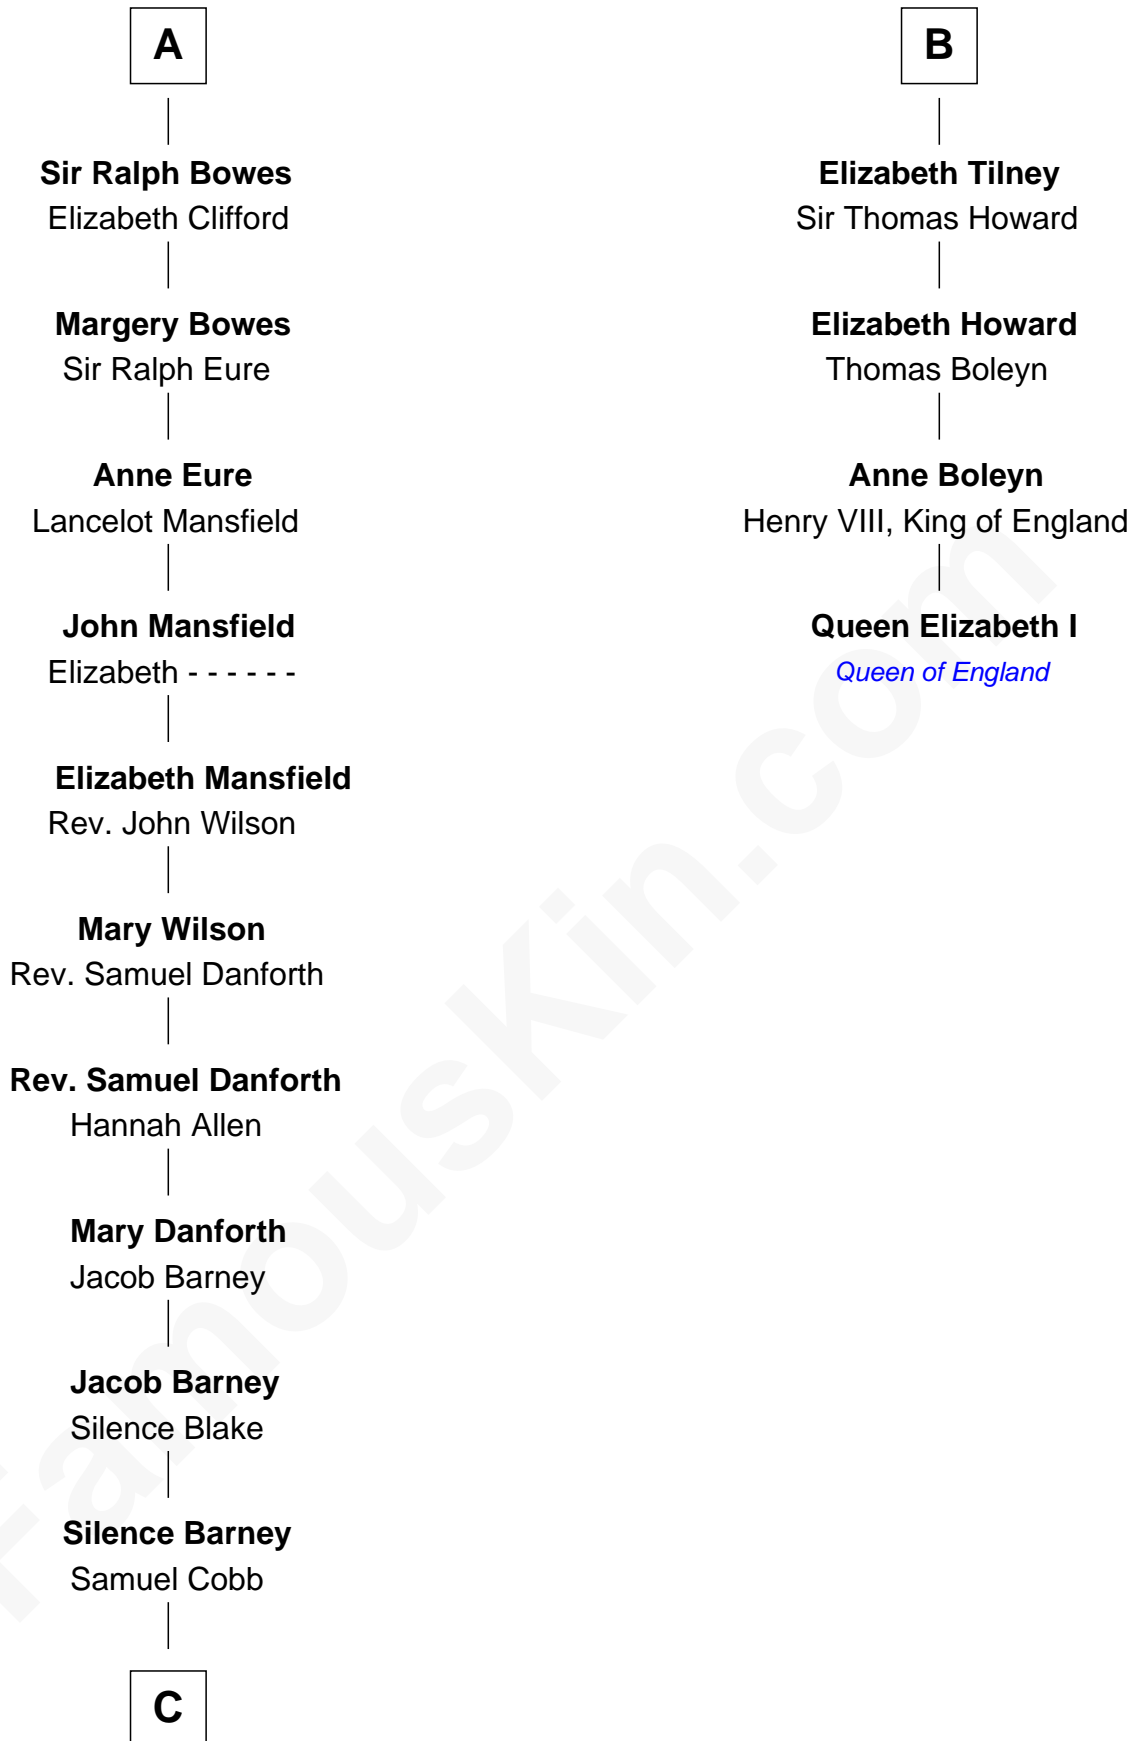 A
Sir Ralph Bowes
Elizabeth Clifford
Margery Bowes
Sir Ralph Eure
Anne Eure
Lancelot Mansfield
John Mansfield
Elizabeth - - - - - -
Elizabeth Mansfield
Rev. John Wilson
Mary Wilson
Rev. Samuel Danforth
Rev. Samuel Danforth
Hannah Allen
Mary Danforth
Jacob Barney
Jacob Barney
Silence Blake
Silence Barney
Samuel Cobb
C
B
Elizabeth Tilney
Sir Thomas Howard
Elizabeth Howard
Thomas Boleyn
Anne Boleyn
Henry VIII, King of England
Queen Elizabeth I
Queen of England
FamousKin.com